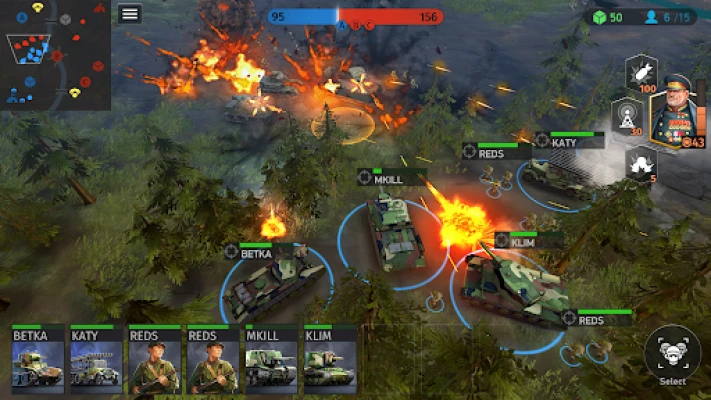 95
156
50
6 /15
A B C
A
C
100
30
43
5
KATY
REDS
MKILL
KLIM
BETKA
REDS
BETKA KATY REDS REDS MKILL KLIM
Select